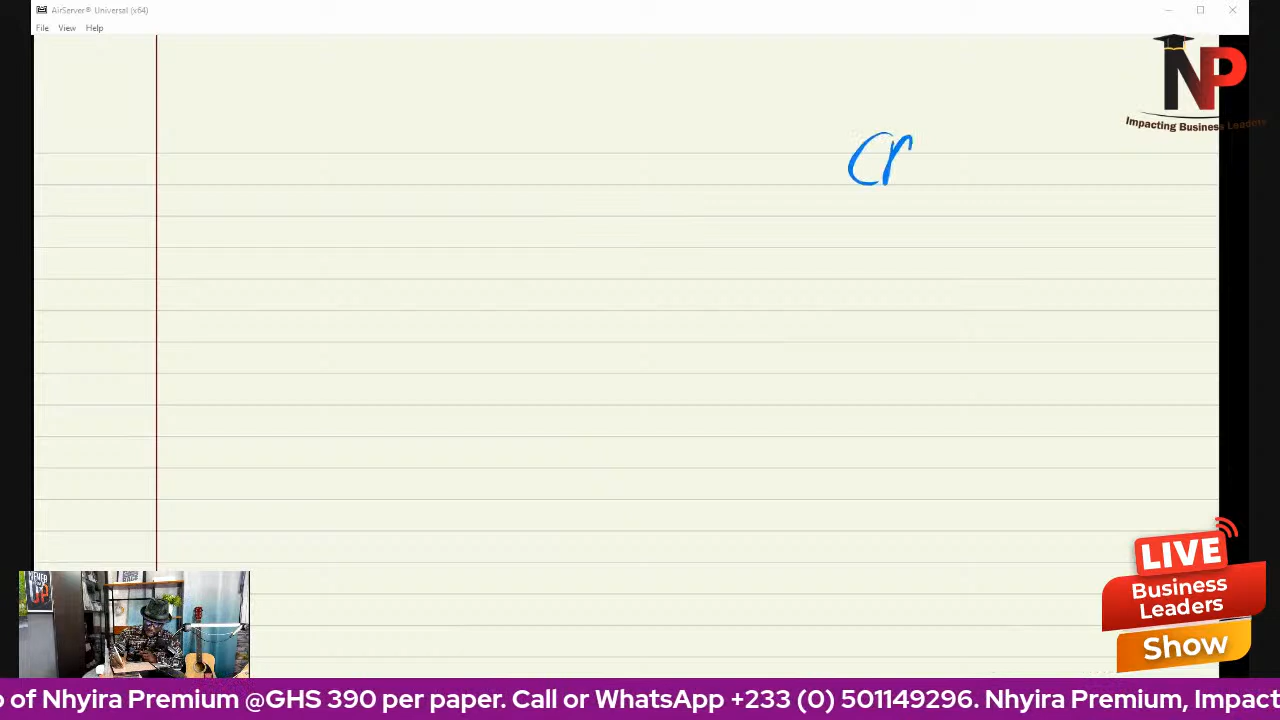 AirServer® Universal (x64)
File View Help
NP
Impacting Business Leaders
Cr
LIVE
Business
Leaders
Show
of Nhyira Premium @GHS 390 per paper. Call or WhatsApp +233 (0) 501149296. Nhyira Premium, Impact